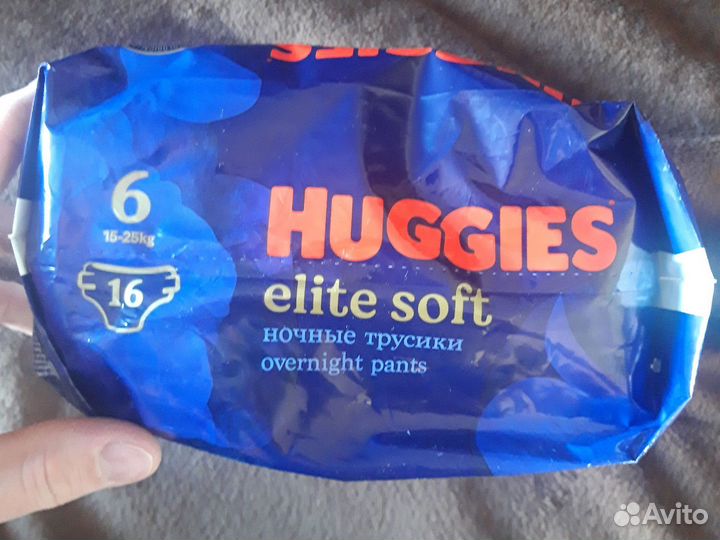 HUGGIES
6
15-25kg
16
HUGGIES
elite soft
ночные трусики
overnight pants
Avito